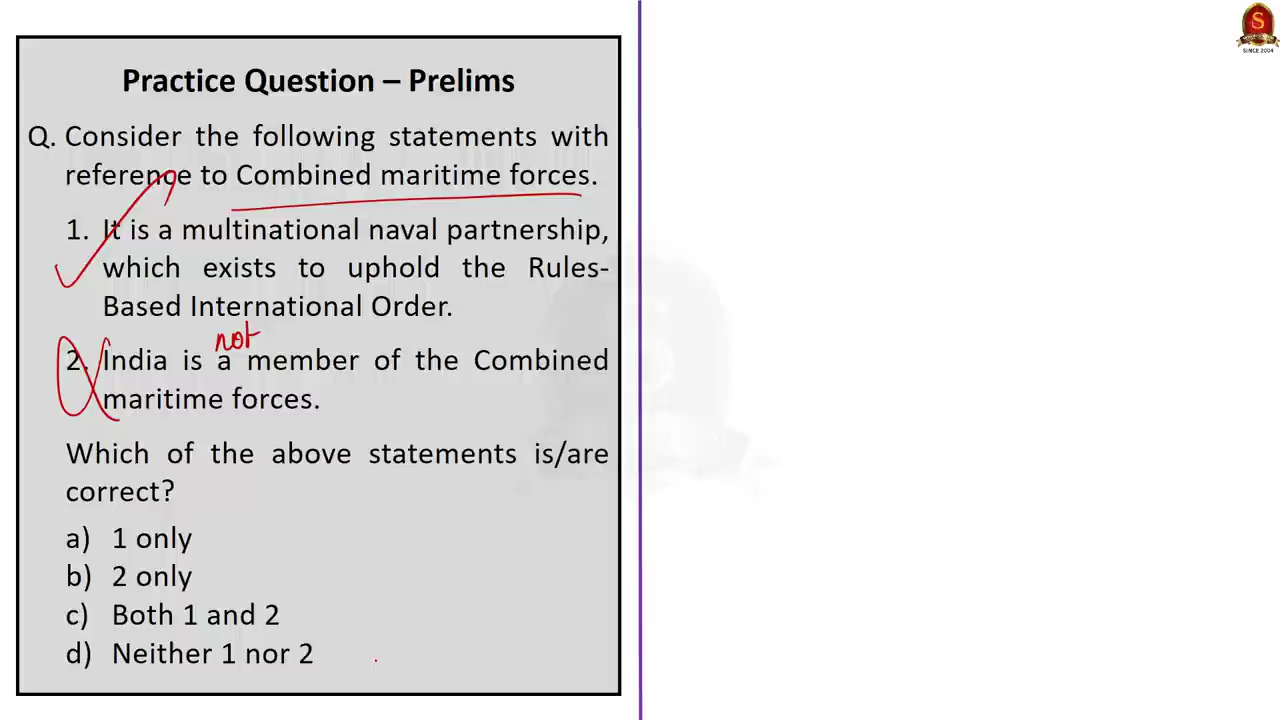 S
SINCE 2004
Practice Question – Prelims
Q. Consider the following statements with
reference to Combined maritime forces.
1. It is a multinational naval partnership,
which exists to uphold the Rules-
Based International Order.
not
2. India is a member of the Combined
maritime forces.
Which of the above statements is/are
correct?
a) 1 only
b) 2 only
c) Both 1 and 2
d) Neither 1 nor 2